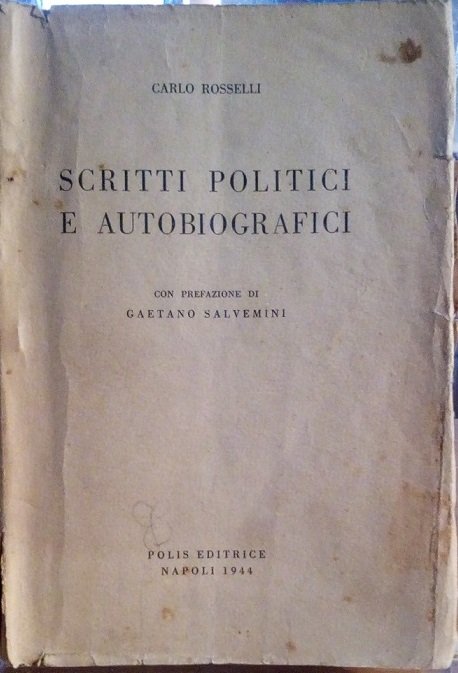 CARLO ROSSELLI
SCRITTI POLITICI
E AUTOBIOGRAFICI
CON PREFAZIONE DI
GAETANO SALVEMINI
POLIS EDITRICE
NAPOLI 1944